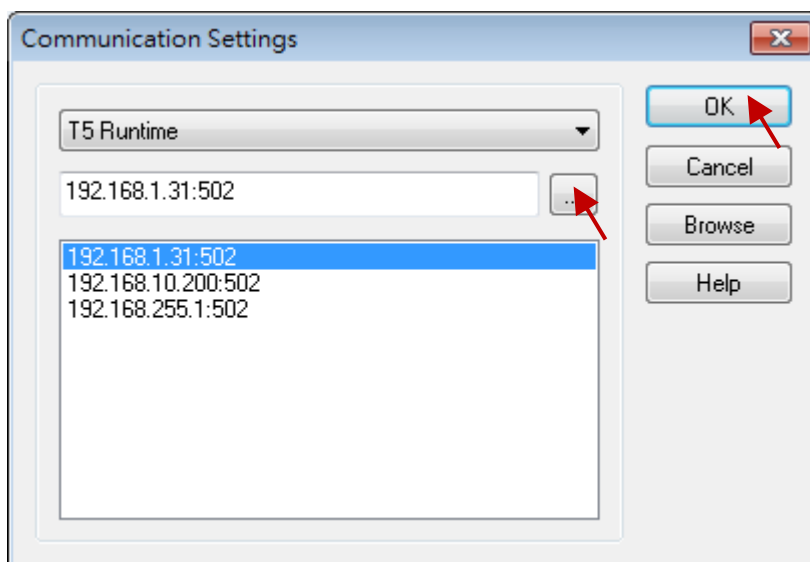 Communication Settings
T5 Runtime
192.168.1.31:502
...
192.168.1.31:502
192.168.10.200:502
192.168.255.1:502
OK
Cancel
Browse
Help